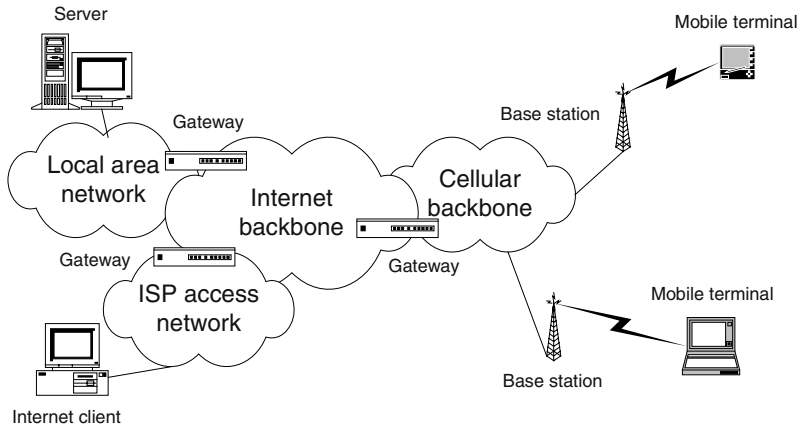 Server
Mobile terminal
Base station
Gateway
Local area
network
Cellular
backbone
Internet
backbone
Gateway
Gateway
ISP access
network
Mobile terminal
Base station
Internet client